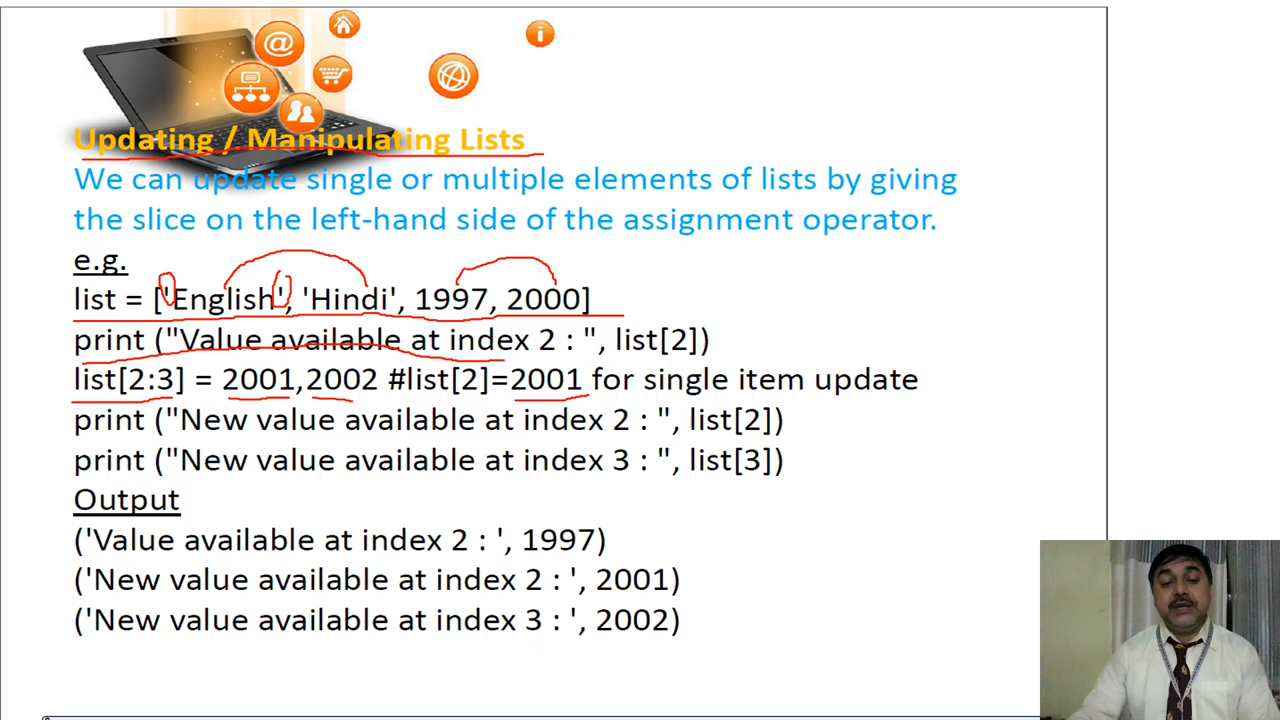 Updating / Manipulating Lists
We can update single or multiple elements of lists by giving
the slice on the left-hand side of the assignment operator.
e.g.
list = ['English', 'Hindi', 1997, 2000]
print ("Value available at index 2 : ", list[2])
list[2:3] = 2001,2002 #list[2]=2001 for single item update
print ("New value available at index 2 : ", list[2])
print ("New value available at index 3 : ", list[3])
Output
('Value available at index 2 : ', 1997)
('New value available at index 2 : ', 2001)
('New value available at index 3 : ', 2002)